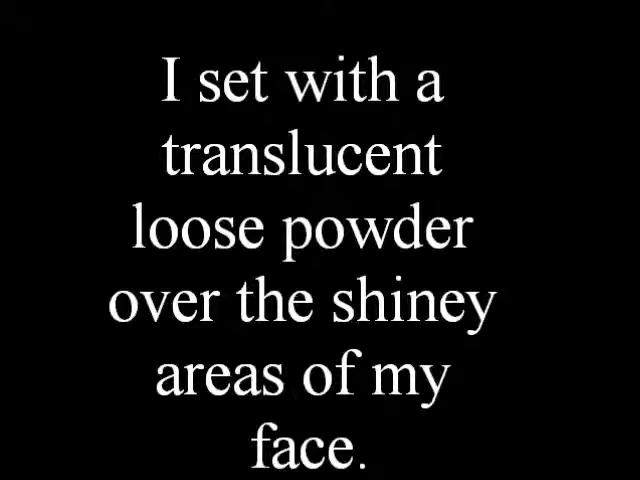 I set with a
translucent
loose powder
over the shiney
areas of my
face.